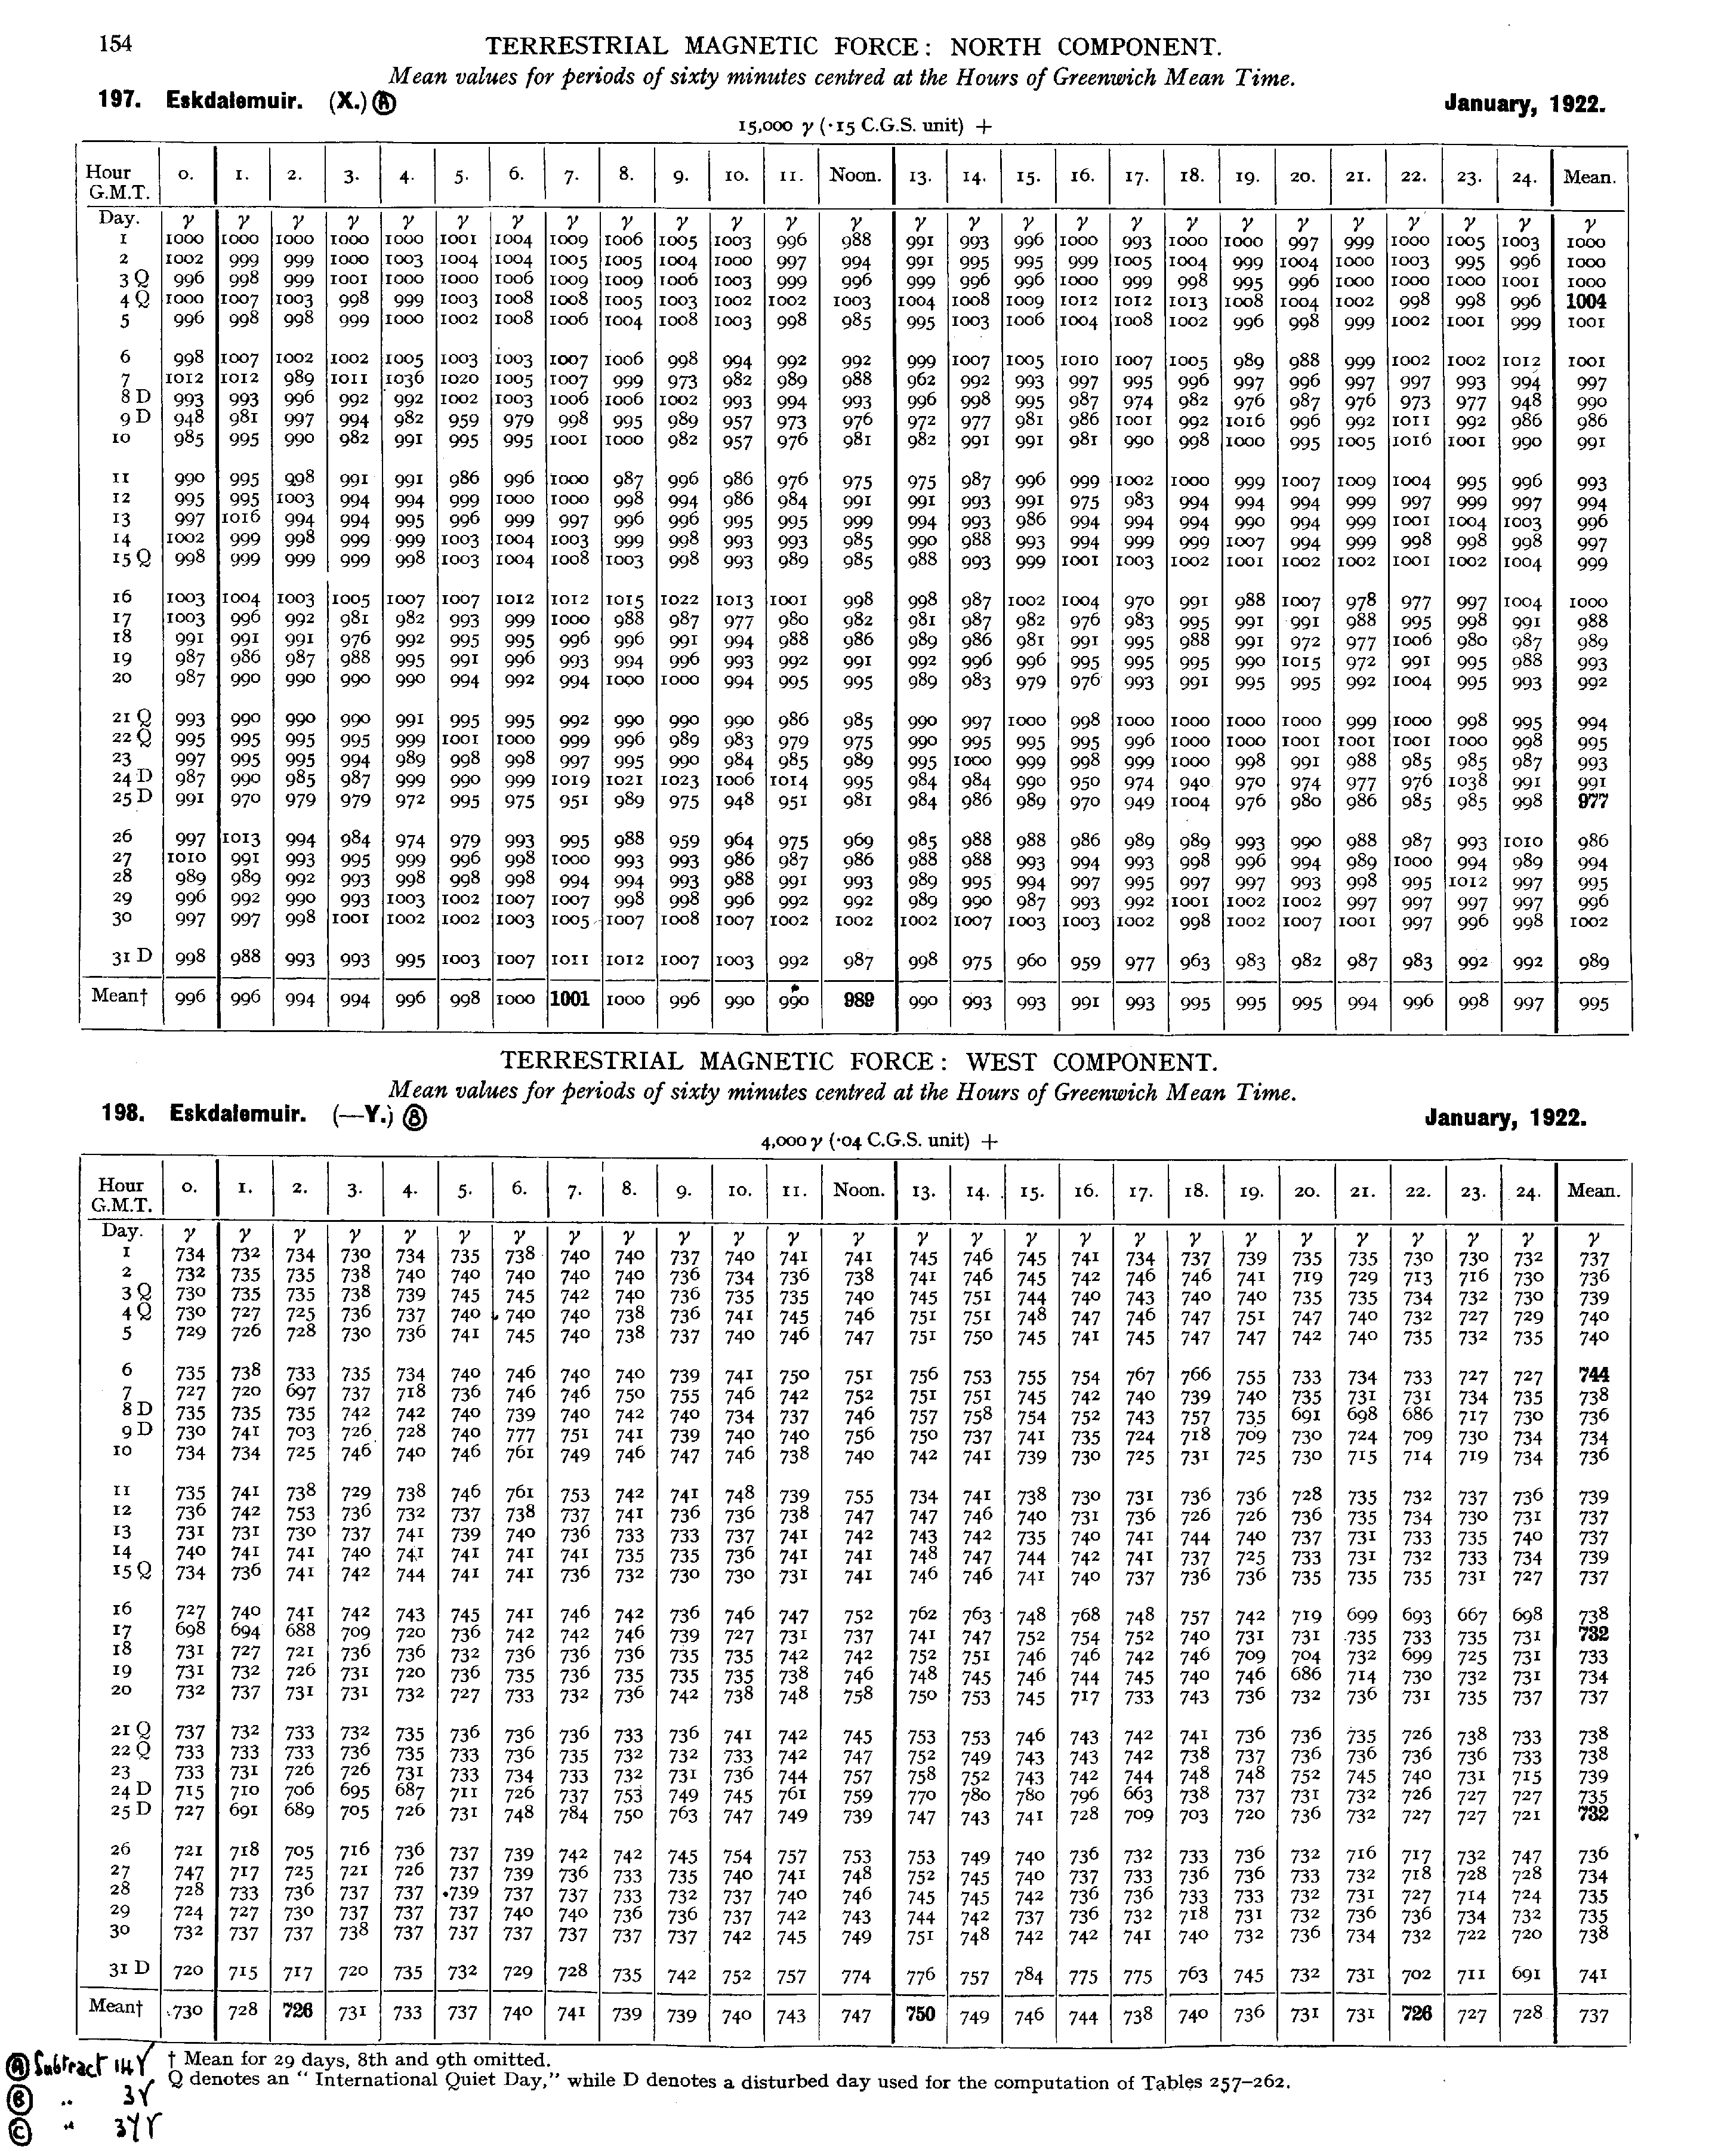 154
TERRESTRIAL MAGNETIC FORCE: NORTH COMPONENT.
Mean values for periods of sixty minutes centred at the Hours of Greenwich Mean Time.
197. Eskdalemuir. (X.) Ⓐ January, 1922.
15,000 γ (·15 C.G.S. unit) +
Hour G.M.T. 0. 1. 2. 3. 4. 5. 6. 7. 8. 9. 10. 11. Noon. 13. 14. 15. 16. 17. 18. 19. 20. 21. 22. 23. 24. Mean.
Day. γ γ γ γ γ γ γ γ γ γ γ γ γ γ γ γ γ γ γ γ γ γ γ γ γ γ
1 1000 1000 1000 1000 1000 1001 1004 1009 1006 1005 1003 996 988 991 993 996 1000 993 1000 1000 997 999 1000 1005 1003 1000
2 1002 999 999 1000 1003 1004 1004 1005 1005 1004 1000 997 994 991 995 995 999 1005 1004 999 1004 1000 1003 995 996 1000
3 Q 996 998 999 1001 1000 1000 1006 1009 1009 1006 1003 999 996 999 996 996 1000 999 998 995 996 1000 1000 1000 1001 1000
4 Q 1000 1007 1003 998 999 1003 1008 1008 1005 1003 1002 1002 1003 1004 1008 1009 1012 1012 1013 1008 1004 1002 998 998 996 1004
5 996 998 998 999 1000 1002 1008 1006 1004 1008 1003 998 985 995 1003 1006 1004 1008 1002 996 998 999 1002 1001 999 1001
6 998 1007 1002 1002 1005 1003 1003 1007 1006 998 994 992 992 999 1007 1005 1010 1007 1005 989 988 999 1002 1002 1012 1001
7 1012 1012 989 1011 1036 1020 1005 1007 999 973 982 989 988 962 992 993 997 995 996 997 996 997 997 993 994 997
8 D 993 993 996 992 992 1002 1003 1006 1006 1002 993 994 993 996 998 995 987 974 982 976 987 976 973 977 948 990
9 D 948 981 997 994 982 959 979 998 995 989 957 973 976 972 977 981 986 1001 992 1016 996 992 1011 992 986 986
10 985 995 990 982 991 995 995 1001 1000 982 957 976 981 982 991 991 981 990 998 1000 995 1005 1016 1001 990 991
11 990 995 998 991 991 986 996 1000 987 996 986 976 975 975 987 996 999 1002 1000 999 1007 1009 1004 995 996 993
12 995 995 1003 994 994 999 1000 1000 998 994 986 984 991 991 993 991 975 983 994 994 994 999 997 999 997 994
13 997 1016 994 994 995 996 999 997 996 996 995 995 999 994 993 986 994 994 994 990 994 999 1001 1004 1003 996
14 1002 999 998 999 999 1003 1004 1003 999 998 993 993 985 990 988 993 994 999 999 1007 994 999 998 998 998 997
15 Q 998 999 999 999 998 1003 1004 1008 1003 998 993 989 985 988 993 999 1001 1003 1002 1001 1002 1002 1001 1002 1004 999
16 1003 1004 1003 1005 1007 1007 1012 1012 1015 1022 1013 1001 998 998 987 1002 1004 970 991 988 1007 978 977 997 1004 1000
17 1003 996 992 981 982 993 999 1000 988 987 977 980 982 981 987 982 976 983 995 991 991 988 995 998 991 988
18 991 991 991 976 992 995 995 996 996 991 994 988 986 989 986 981 991 995 988 991 972 977 1006 980 987 989
19 987 986 987 988 995 991 996 993 994 996 993 992 991 992 996 996 995 995 995 990 1015 972 991 995 988 993
20 987 990 990 990 990 994 992 994 1000 1000 994 995 995 989 983 979 976 993 991 995 995 992 1004 995 993 992
21 Q 993 990 990 990 991 995 995 992 990 990 990 986 985 990 997 1000 998 1000 1000 1000 1000 999 1000 998 995 994
22 Q 995 995 995 995 999 1001 1000 999 996 989 983 979 975 990 995 995 995 996 1000 1000 1001 1001 1001 1000 998 995
23 997 995 995 994 989 998 998 997 995 990 984 985 989 995 1000 999 998 999 1000 998 991 988 985 985 987 993
24 D 987 990 985 987 999 990 999 1019 1021 1023 1006 1014 995 984 984 990 950 974 940 970 974 977 976 1038 991 991
25 D 991 970 979 979 972 995 975 951 989 975 948 951 981 984 986 989 970 949 1004 976 980 986 985 985 998 977
26 997 1013 994 984 974 979 993 995 988 959 964 975 969 985 988 988 986 989 989 993 990 988 987 993 1010 986
27 1010 991 993 995 999 996 998 1000 993 993 986 987 986 988 988 993 994 993 998 996 994 989 1000 994 989 994
28 989 989 992 993 998 998 998 994 994 993 988 991 993 989 995 994 997 995 997 997 993 998 995 1012 997 995
29 996 992 990 993 1003 1002 1007 1007 998 998 996 992 992 989 990 987 993 992 1001 1002 1002 997 997 997 997 996
30 997 997 998 1001 1002 1002 1003 1005 1007 1008 1007 1002 1002 1002 1007 1003 1003 1002 998 1002 1007 1001 997 996 998 1002
31 D 998 988 993 993 995 1003 1007 1011 1012 1007 1003 992 987 998 975 960 959 977 963 983 982 987 983 992 992 989
Mean† 996 996 994 994 996 998 1000 1001 1000 996 990 990 989 990 993 993 991 993 995 995 995 994 996 998 997 995
TERRESTRIAL MAGNETIC FORCE: WEST COMPONENT.
Mean values for periods of sixty minutes centred at the Hours of Greenwich Mean Time.
198. Eskdalemuir. (—Y.) Ⓑ January, 1922.
4,000 γ (·04 C.G.S. unit) +
Hour G.M.T. 0. 1. 2. 3. 4. 5. 6. 7. 8. 9. 10. 11. Noon. 13. 14. 15. 16. 17. 18. 19. 20. 21. 22. 23. 24. Mean.
Day. γ γ γ γ γ γ γ γ γ γ γ γ γ γ γ γ γ γ γ γ γ γ γ γ γ γ
1 734 732 734 730 734 735 738 740 740 737 740 741 741 745 746 745 741 734 737 739 735 735 730 730 732 737
2 732 735 735 738 740 740 740 740 740 736 734 736 738 741 746 745 742 746 746 741 719 729 713 716 730 736
3 Q 730 735 735 738 739 745 745 742 740 736 735 735 740 745 751 744 740 743 740 740 735 735 734 732 730 739
4 Q 730 727 725 736 737 740 740 740 738 736 741 745 746 751 751 748 747 746 747 751 747 740 732 727 729 740
5 729 726 728 730 736 741 745 740 738 737 740 746 747 751 750 745 741 745 747 747 742 740 735 732 735 740
6 735 738 733 735 734 740 746 740 740 739 741 750 751 756 753 755 754 767 766 755 733 734 733 727 727 744
7 727 720 697 737 718 736 746 746 750 755 746 742 752 751 751 745 742 740 739 740 735 731 731 734 735 738
8 D 735 735 735 742 742 740 739 740 742 740 734 737 746 757 758 754 752 743 757 735 691 698 686 717 730 736
9 D 730 741 703 726 728 740 777 751 741 739 740 740 756 750 737 741 735 724 718 709 730 724 709 730 734 734
10 734 734 725 746 740 746 761 749 746 747 746 738 740 742 741 739 730 725 731 725 730 715 714 719 734 736
11 735 741 738 729 738 746 761 753 742 741 748 739 755 734 741 738 730 731 736 736 728 735 732 737 736 739
12 736 742 753 736 732 737 738 737 741 736 736 738 747 747 746 740 731 736 726 726 736 735 734 730 731 737
13 731 731 730 737 741 739 740 736 733 733 737 741 742 743 742 735 740 741 744 740 737 731 733 735 740 737
14 740 741 741 740 741 741 741 741 735 735 736 741 741 748 747 744 742 741 737 725 733 731 732 733 734 739
15 Q 734 736 741 742 744 741 741 736 732 730 730 731 741 746 746 741 740 737 736 736 735 735 735 731 727 737
16 727 740 741 742 743 745 741 746 742 736 746 747 752 762 763 748 768 748 757 742 719 699 693 667 698 738
17 698 694 688 709 720 736 742 742 746 739 727 731 737 741 747 752 754 752 740 731 731 735 733 735 731 732
18 731 727 721 736 736 732 736 736 736 735 735 742 742 752 751 746 746 742 746 709 704 732 699 725 731 733
19 731 732 726 731 720 736 735 736 735 735 735 738 746 748 745 746 744 745 740 746 686 714 730 732 731 734
20 732 737 731 731 732 727 733 732 736 742 738 748 758 750 753 745 717 733 743 736 732 736 731 735 737 737
21 Q 737 732 733 732 735 736 736 736 733 736 741 742 745 753 753 746 743 742 741 736 736 735 726 738 733 738
22 Q 733 733 733 736 735 733 736 735 732 732 733 742 747 752 749 743 743 742 738 737 736 736 736 736 733 738
23 733 731 726 726 731 733 734 733 732 731 736 744 757 758 752 743 742 744 748 748 752 745 740 731 715 739
24 D 715 710 706 695 687 711 726 737 753 749 745 761 759 770 780 780 796 663 738 737 731 732 726 727 727 735
25 D 727 691 689 705 726 731 748 784 750 763 747 749 739 747 743 741 728 709 703 720 736 732 727 727 721 732
26 721 718 705 716 736 737 739 742 742 745 754 757 753 753 749 740 736 732 733 736 732 716 717 732 747 736
27 747 717 725 721 726 737 739 736 733 735 740 741 748 752 745 740 737 733 736 736 733 732 718 728 728 734
28 728 733 736 737 737 739 737 737 733 732 737 740 746 745 745 742 736 736 733 733 732 731 727 714 724 735
29 724 727 730 737 737 737 740 740 736 736 737 742 743 744 742 737 736 732 718 731 732 736 736 734 732 735
30 732 737 737 738 737 737 737 737 737 737 742 745 749 751 748 742 742 741 740 732 736 734 732 722 720 738
31 D 720 715 717 720 735 732 729 728 735 742 752 757 774 776 757 784 775 775 763 745 732 731 702 711 691 741
Mean† 730 728 726 731 733 737 740 741 739 739 740 743 747 750 749 746 744 738 740 736 731 731 726 727 728 737
Ⓐ Subtract 14γ
† Mean for 29 days, 8th and 9th omitted.
Q denotes an “ International Quiet Day,” while D denotes a disturbed day used for the computation of Tables 257–262.
Ⓑ „ 3γ
Ⓒ „